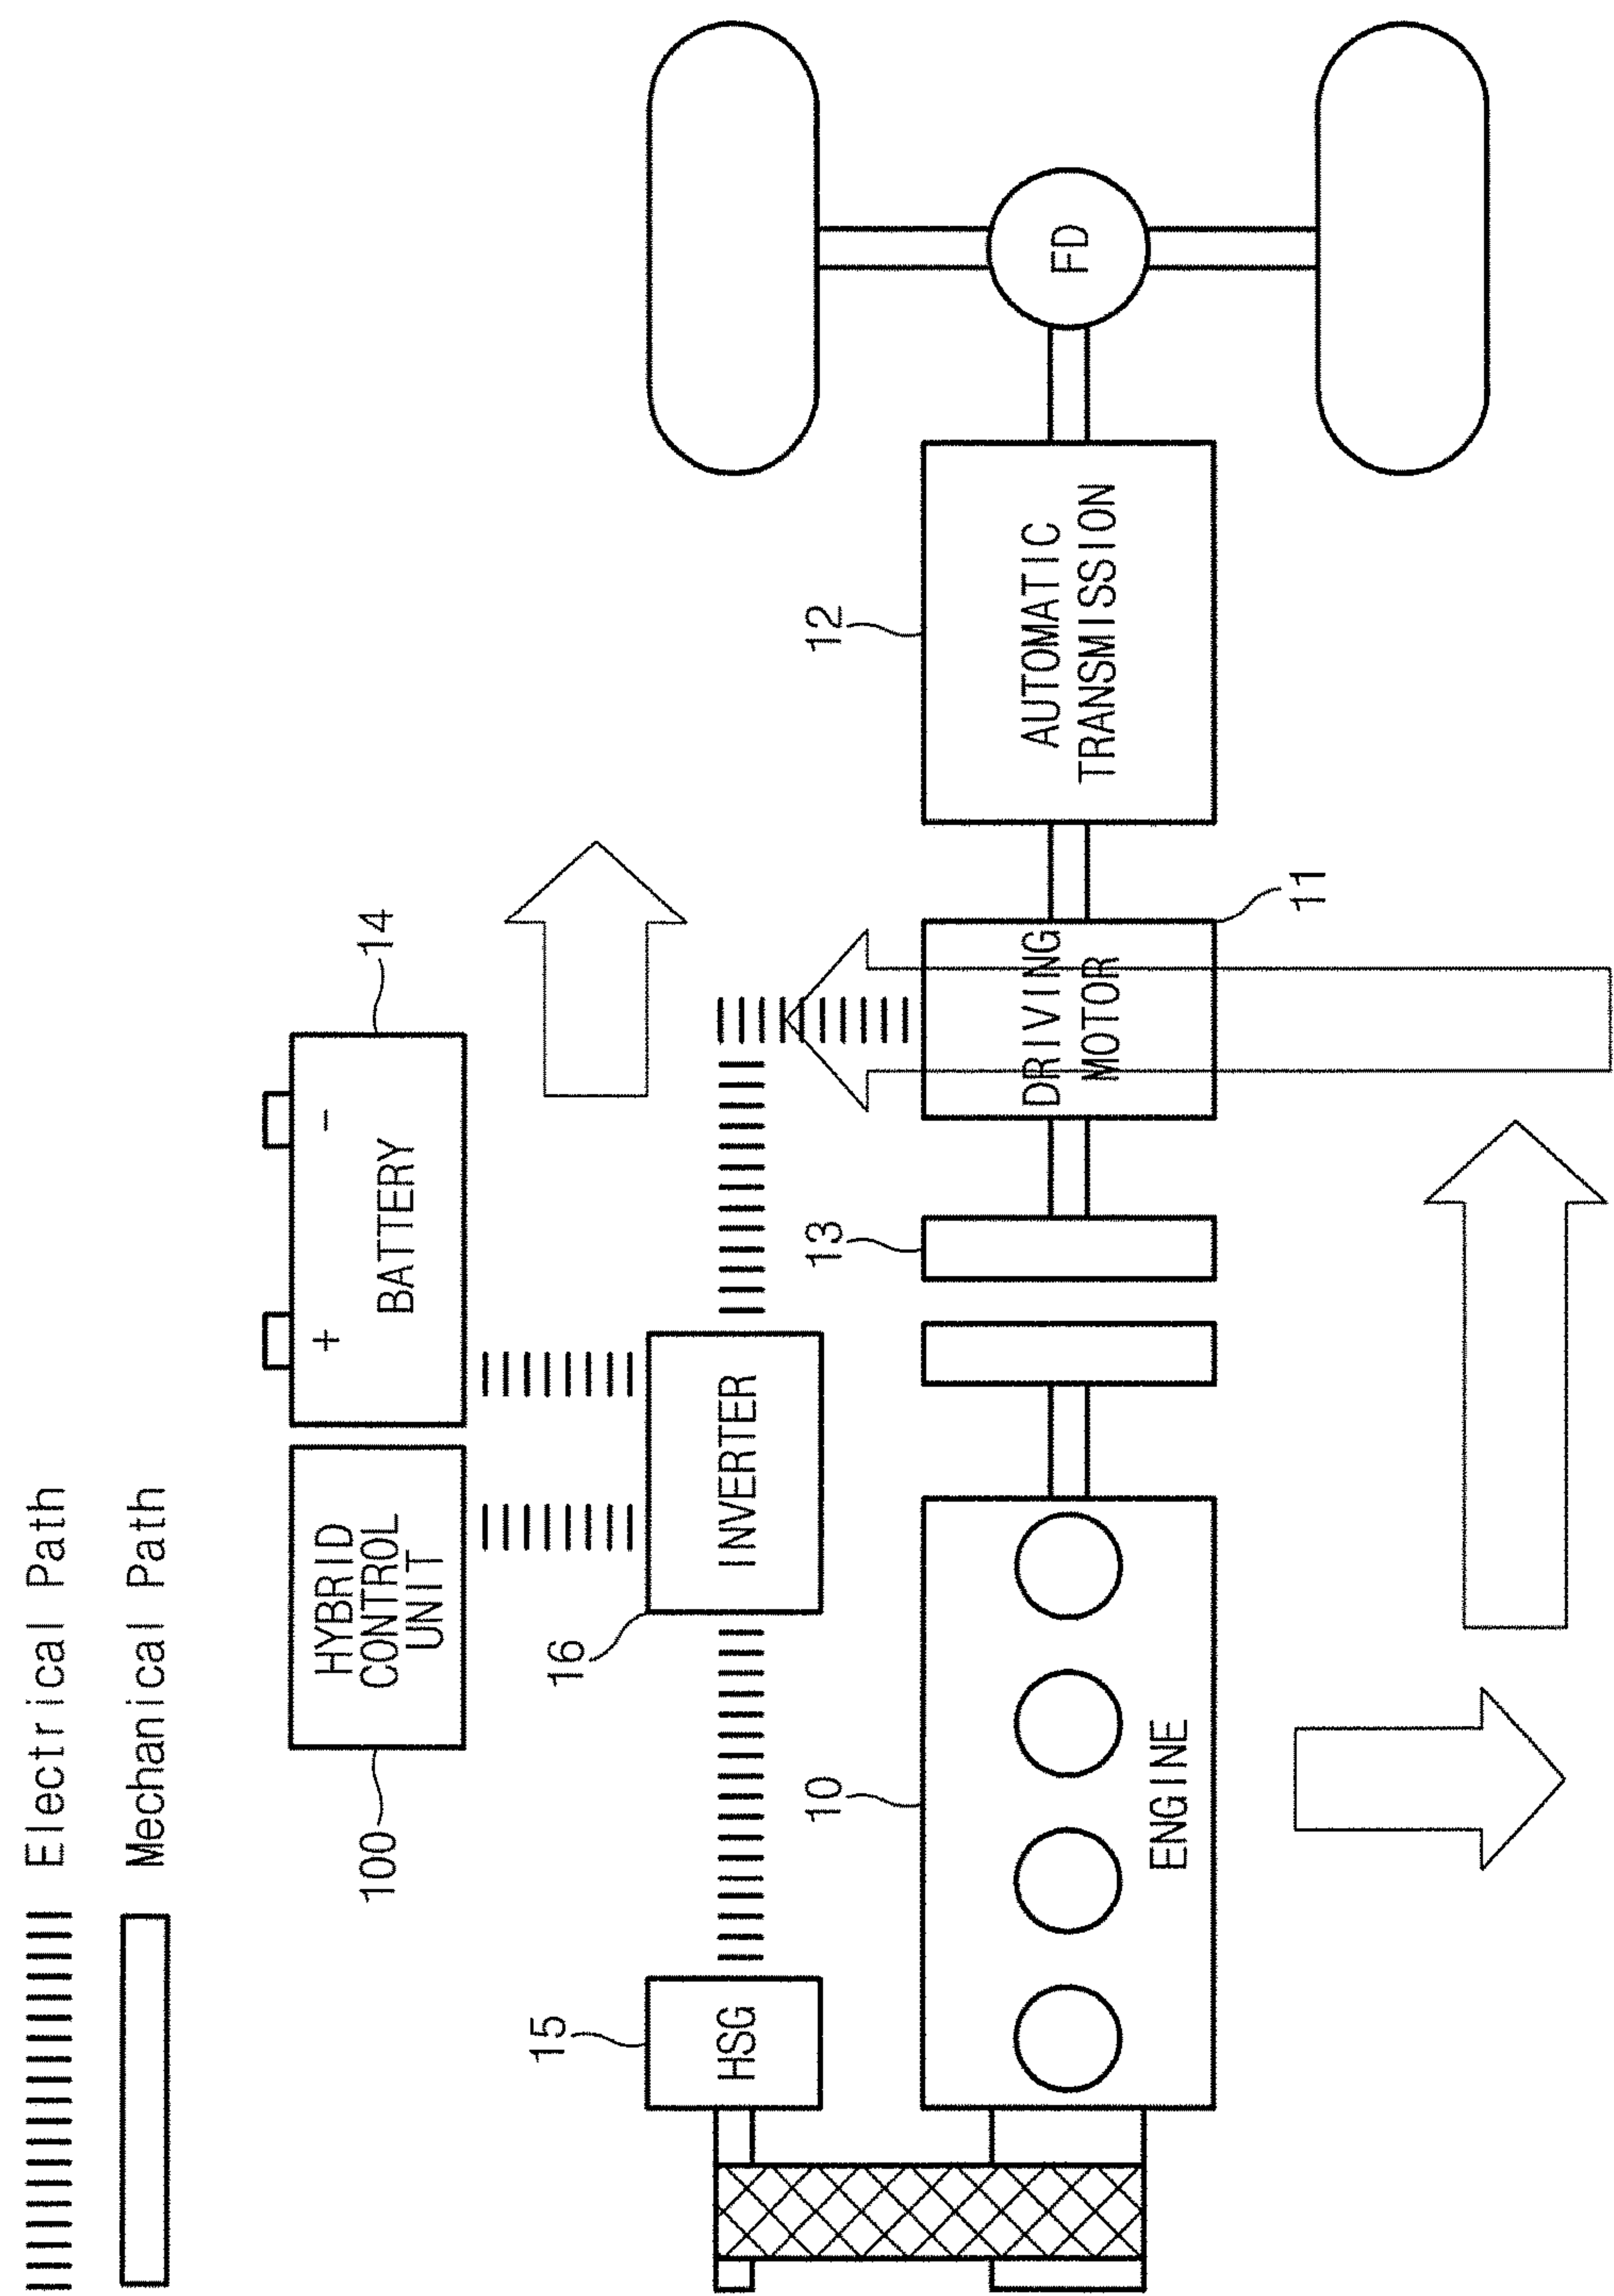 Electrical Path
Mechanical Path
100
HYBRID
CONTROL
UNIT
14
+
-
BATTERY
15
HSG
16
INVERTER
10
ENGINE
13
11
DRIVING
MOTOR
12
AUTOMATIC
TRANSMISSION
FD